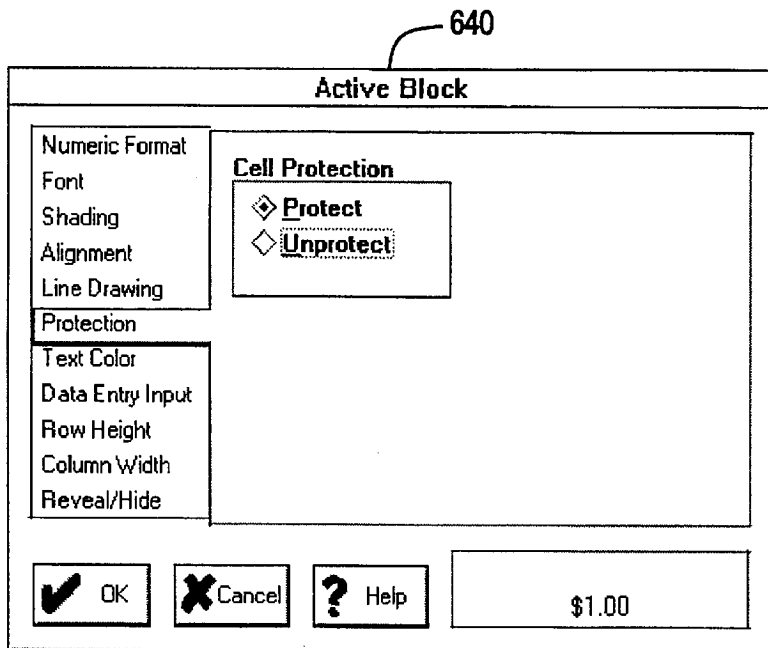 640
Active Block
Numeric Format
Font
Shading
Alignment
Line Drawing
Protection
Text Color
Data Entry Input
Row Height
Column Width
Reveal/Hide
Cell Protection
Protect
Unprotect
OK
Cancel
? Help
$1.00